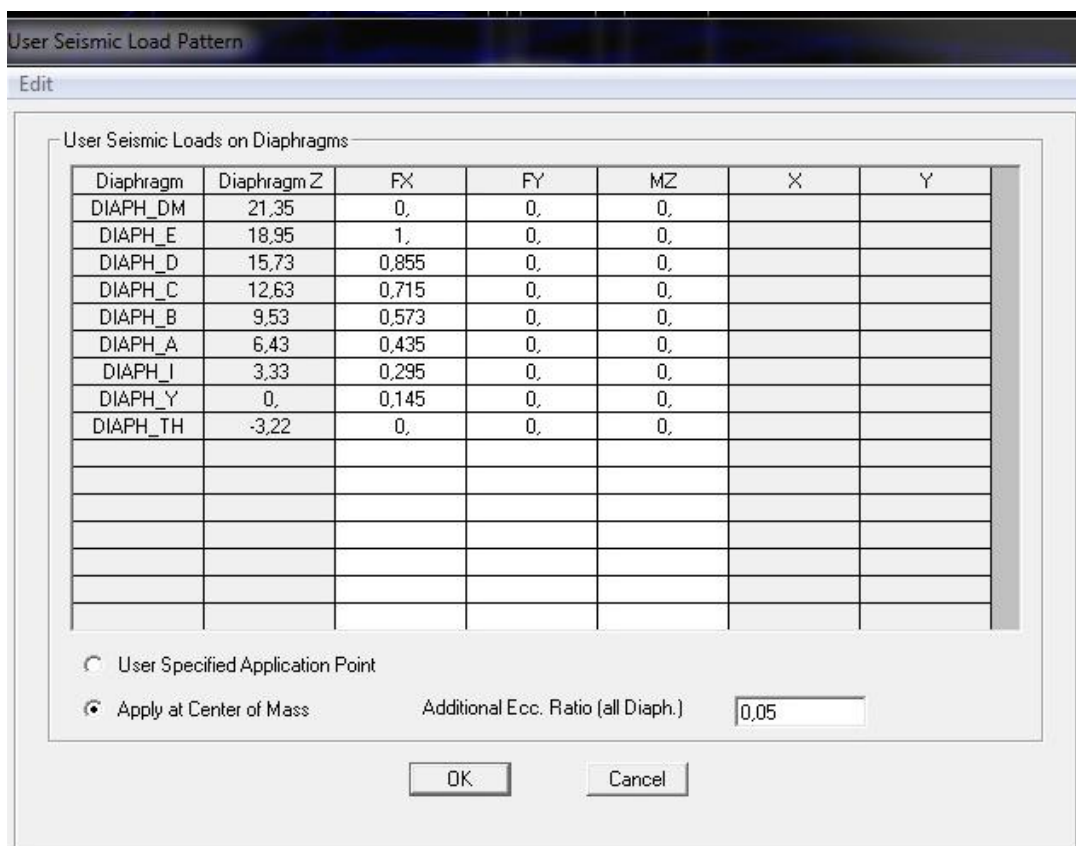 User Seismic Load Pattern
Edit
User Seismic Loads on Diaphragms
Diaphragm Diaphragm Z FX FY MZ X Y
DIAPH_DM 21,35 0, 0, 0,
DIAPH_E 18,95 1, 0, 0,
DIAPH_D 15,73 0,855 0, 0,
DIAPH_C 12,63 0,715 0, 0,
DIAPH_B 9,53 0,573 0, 0,
DIAPH_A 6,43 0,435 0, 0,
DIAPH_I 3,33 0,295 0, 0,
DIAPH_Y 0, 0,145 0, 0,
DIAPH_TH -3,22 0, 0, 0,
User Specified Application Point
Apply at Center of Mass Additional Ecc. Ratio (all Diaph.) 0,05
OK Cancel